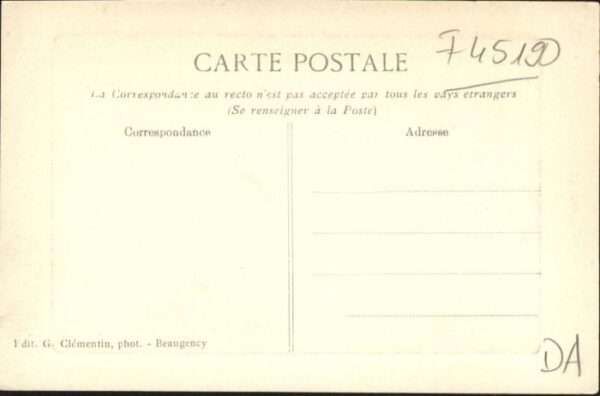 CARTE POSTALE
F45190
La Correspondance au recto n'est pas acceptée par tous les pays étrangers
(Se renseigner à la Poste)
Correspondance
Adresse
Edit. G. Clémentin, phot. - Beaugency
DA